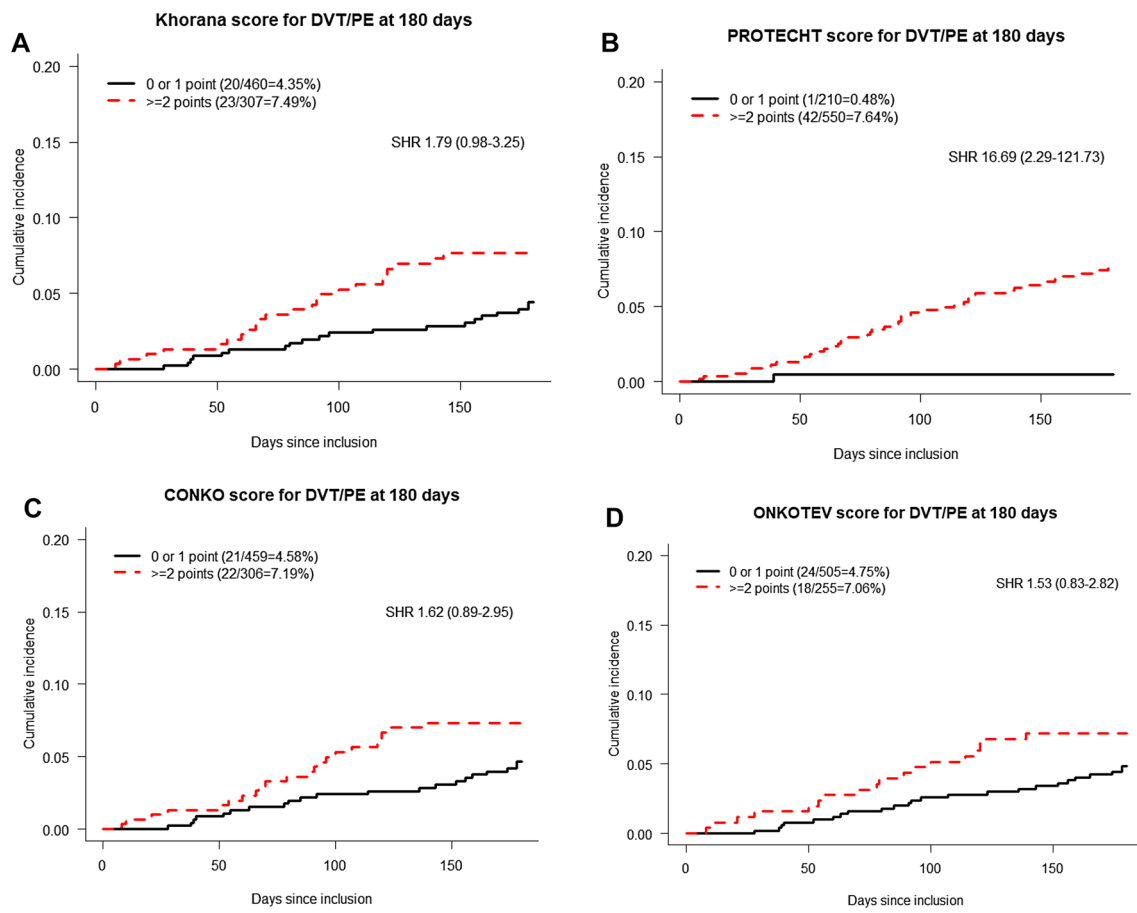 A
Khorana score for DVT/PE at 180 days
0 or 1 point (20/460=4.35%)
>=2 points (23/307=7.49%)
SHR 1.79 (0.98-3.25)
Cumulative incidence
0.20
0.15
0.10
0.05
0.00
0 50 100 150
Days since inclusion
B
PROTECHT score for DVT/PE at 180 days
0 or 1 point (1/210=0.48%)
>=2 points (42/550=7.64%)
SHR 16.69 (2.29-121.73)
Cumulative incidence
0.20
0.15
0.10
0.05
0.00
0 50 100 150
Days since inclusion
C
CONKO score for DVT/PE at 180 days
0 or 1 point (21/459=4.58%)
>=2 points (22/306=7.19%)
SHR 1.62 (0.89-2.95)
Cumulative incidence
0.20
0.15
0.10
0.05
0.00
0 50 100 150
Days since inclusion
D
ONKOTEV score for DVT/PE at 180 days
0 or 1 point (24/505=4.75%)
>=2 points (18/255=7.06%)
SHR 1.53 (0.83-2.82)
Cumulative incidence
0.20
0.15
0.10
0.05
0.00
0 50 100 150
Days since inclusion